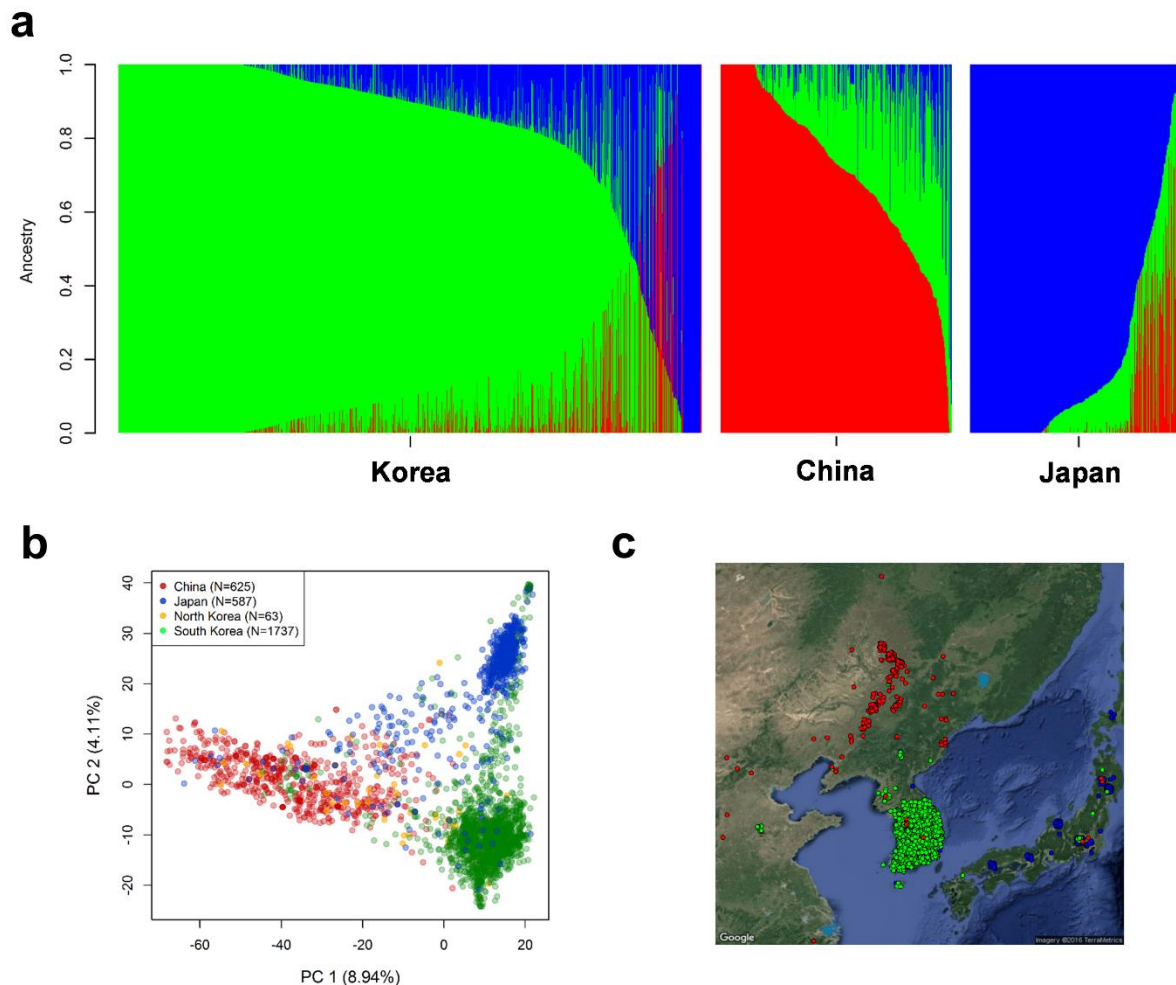 a
1.0
0.8
0.6
0.4
0.2
0.0
Ancestry
Korea
China
Japan
b
China (N=625)
Japan (N=587)
North Korea (N=63)
South Korea (N=1737)
40
30
20
10
0
-10
-20
PC 2 (4.11%)
-60
-40
-20
0
20
PC 1 (8.94%)
c
Google
Imagery ©2016 TerraMetrics